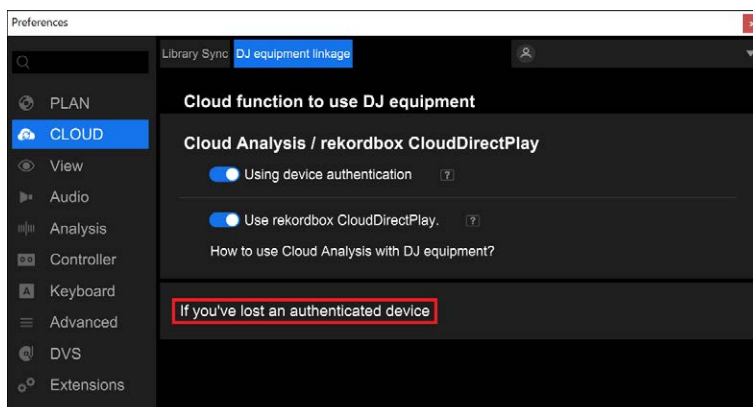 Preferences
Library Sync DJ equipment linkage
PLAN
CLOUD
View
Audio
Analysis
Controller
Keyboard
Advanced
DVS
Extensions
Cloud function to use DJ equipment
Cloud Analysis / rekordbox CloudDirectPlay
Using device authentication ?
Use rekordbox CloudDirectPlay. ?
How to use Cloud Analysis with DJ equipment?
If you've lost an authenticated device